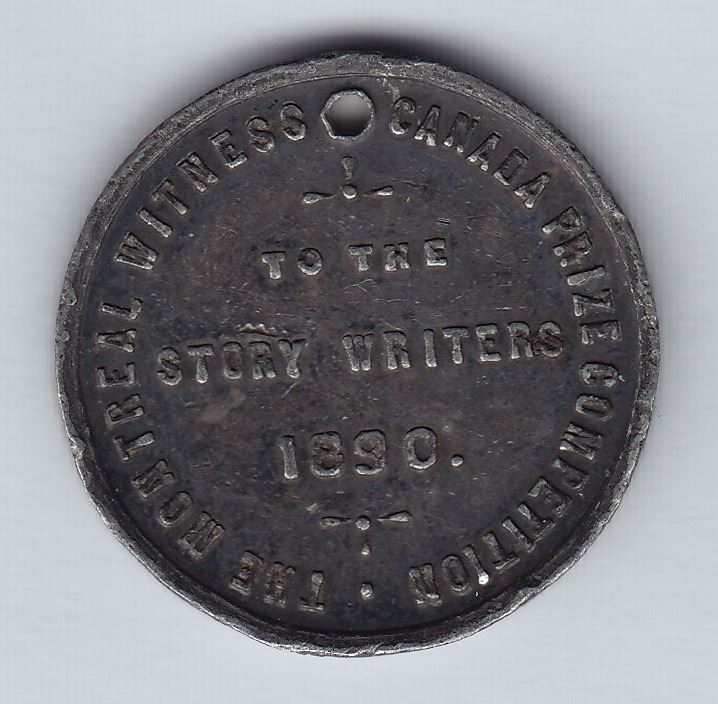 THE MONTREAL WITNESS CANADA PRIZE COMPETITION ·
TO THE
STORY WRITERS
1890.